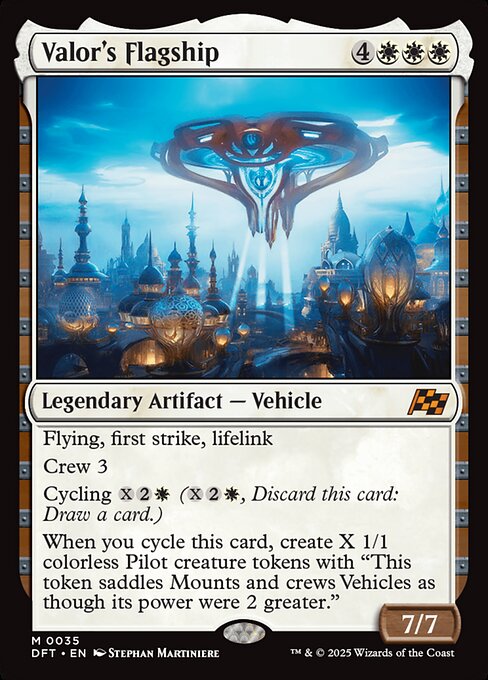 Valor's Flagship 4
Legendary Artifact — Vehicle
Flying, first strike, lifelink
Crew 3
Cycling X 2 (X 2, Discard this card:
Draw a card.)
When you cycle this card, create X 1/1
colorless Pilot creature tokens with “This
token saddles Mounts and crews Vehicles as
though its power were 2 greater.”
7/7
M 0035
DFT • EN Stephan Martiniere
™ & © 2025 Wizards of the Coast